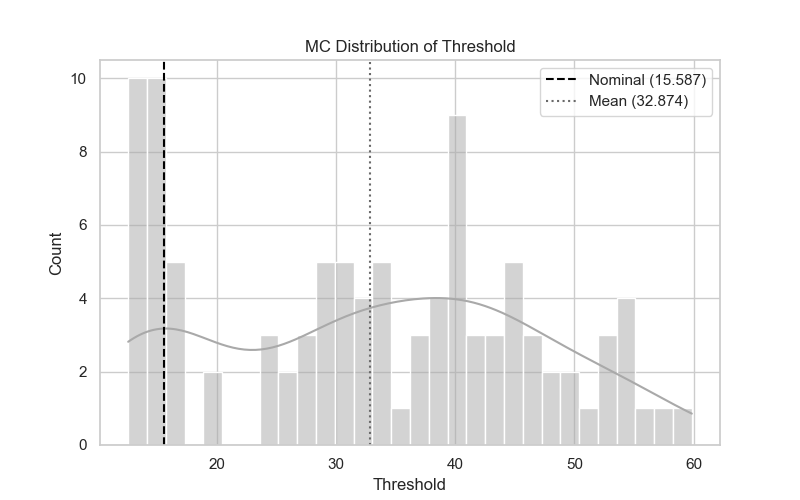 MC Distribution of Threshold
Nominal (15.587)
Mean (32.874)
Count
10
8
6
4
2
0
20
30
40
50
60
Threshold